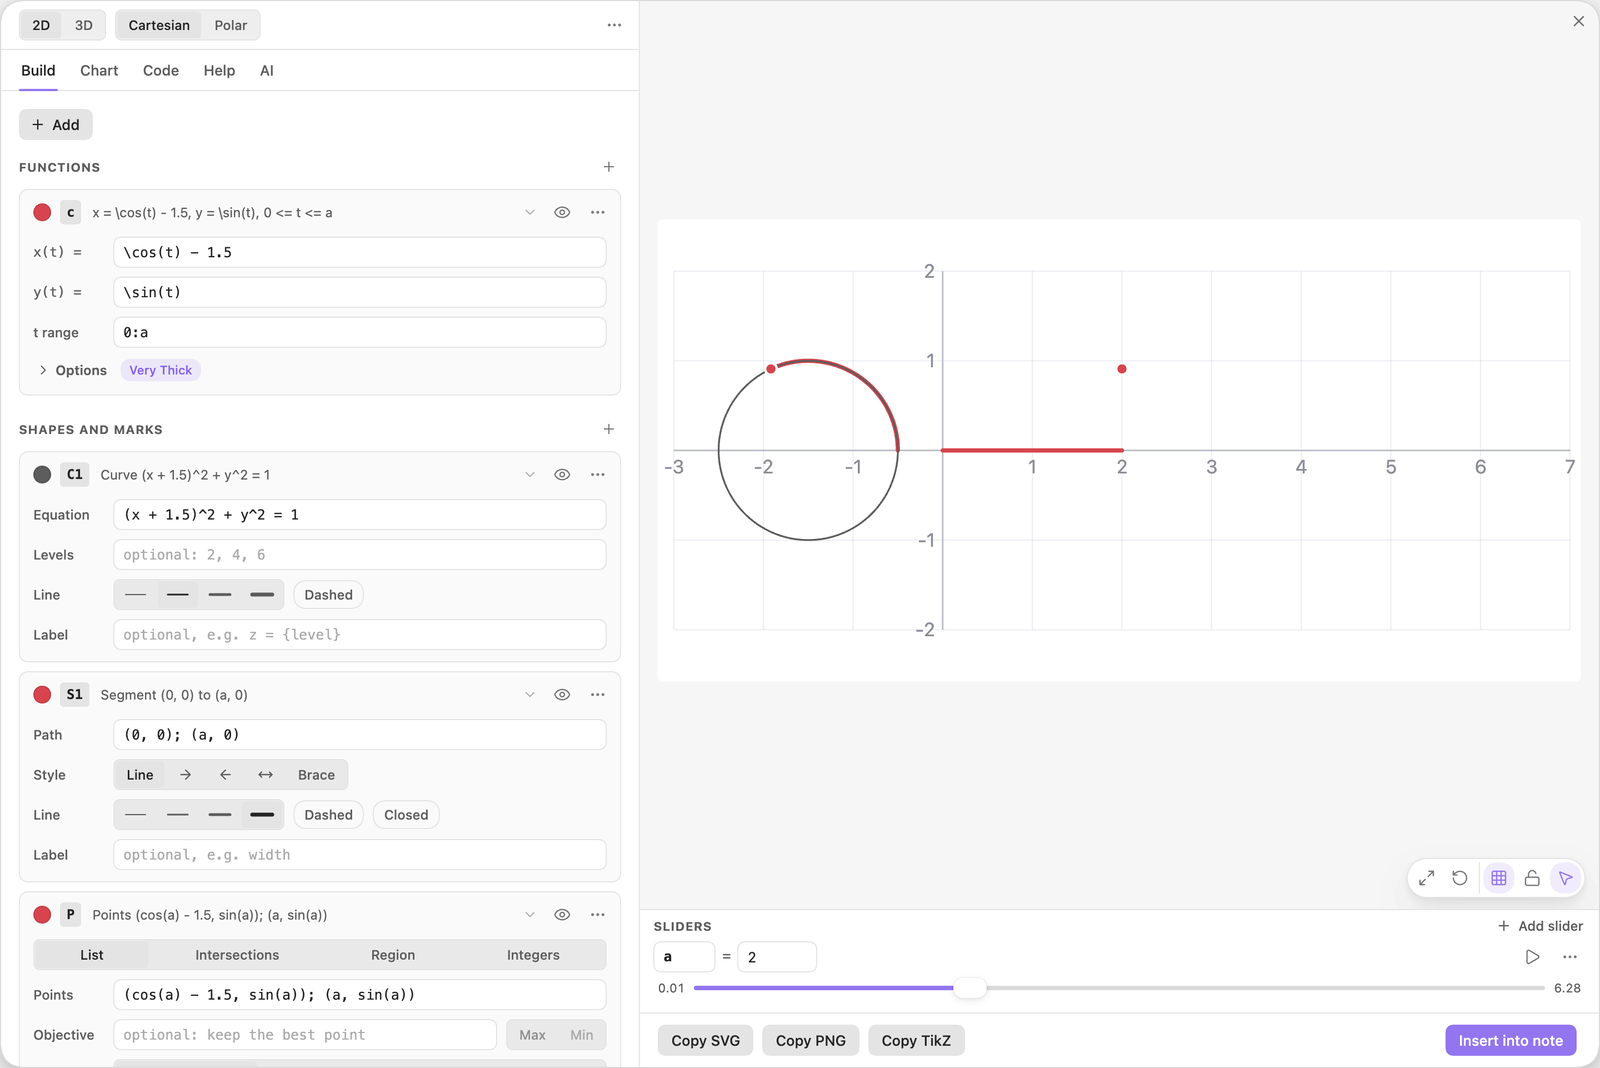 2D 3D Cartesian Polar
Build Chart Code Help AI
+ Add
FUNCTIONS
c x = \cos(t) - 1.5, y = \sin(t), 0 <= t <= a
x(t) = \cos(t) - 1.5
y(t) = \sin(t)
t range 0:a
Options Very Thick
SHAPES AND MARKS
C1 Curve (x + 1.5)^2 + y^2 = 1
Equation (x + 1.5)^2 + y^2 = 1
Levels optional: 2, 4, 6
Line Dashed
Label optional, e.g. z = {level}
S1 Segment (0, 0) to (a, 0)
Path (0, 0); (a, 0)
Style Line → ← ↔ Brace
Line Dashed Closed
Label optional, e.g. width
P Points (cos(a) - 1.5, sin(a)); (a, sin(a))
List Intersections Region Integers
Points (cos(a) - 1.5, sin(a)); (a, sin(a))
Objective optional: keep the best point Max Min
2
1
-3 -2 -1 1 2 3 4 5 6 7
-1
-2
SLIDERS + Add slider
a = 2
0.01 6.28
Copy SVG Copy PNG Copy TikZ Insert into note